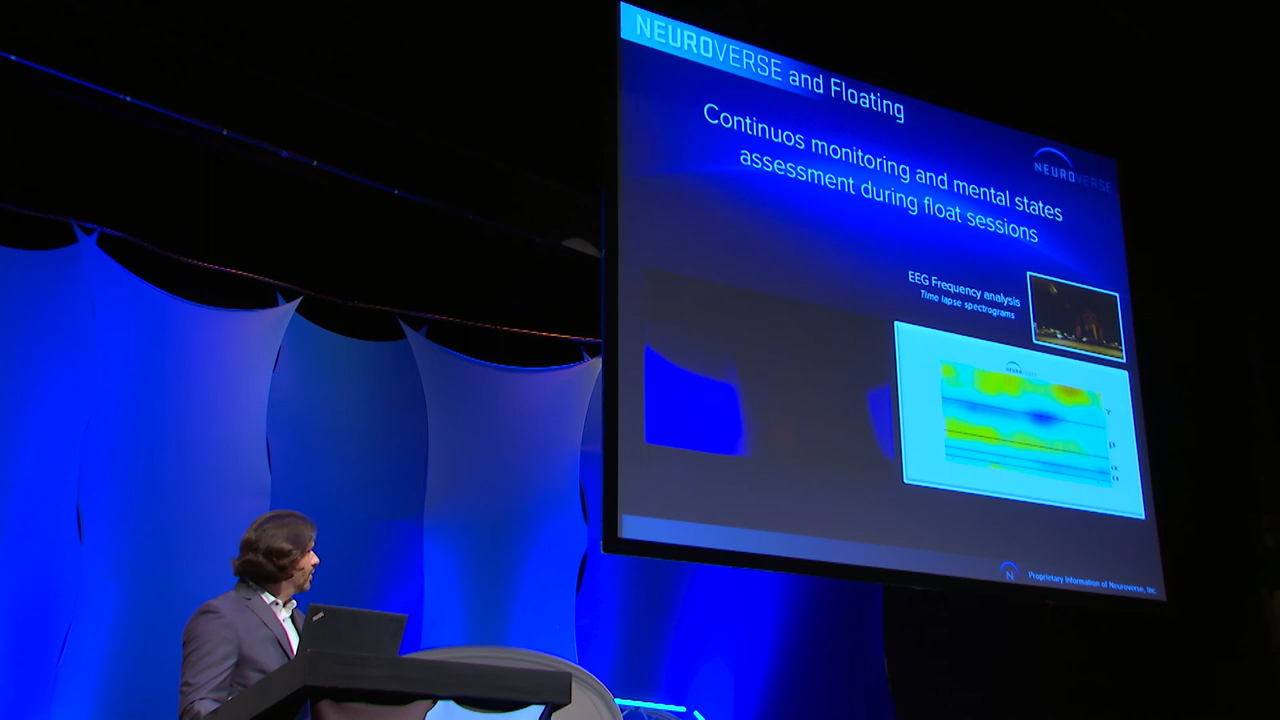 NEUROVERSE and Floating
Continuos monitoring and mental states
assessment during float sessions
NEUROVERSE
EEG Frequency analysis
Time lapse spectrograms
N
Proprietary Information of Neuroverse, Inc.